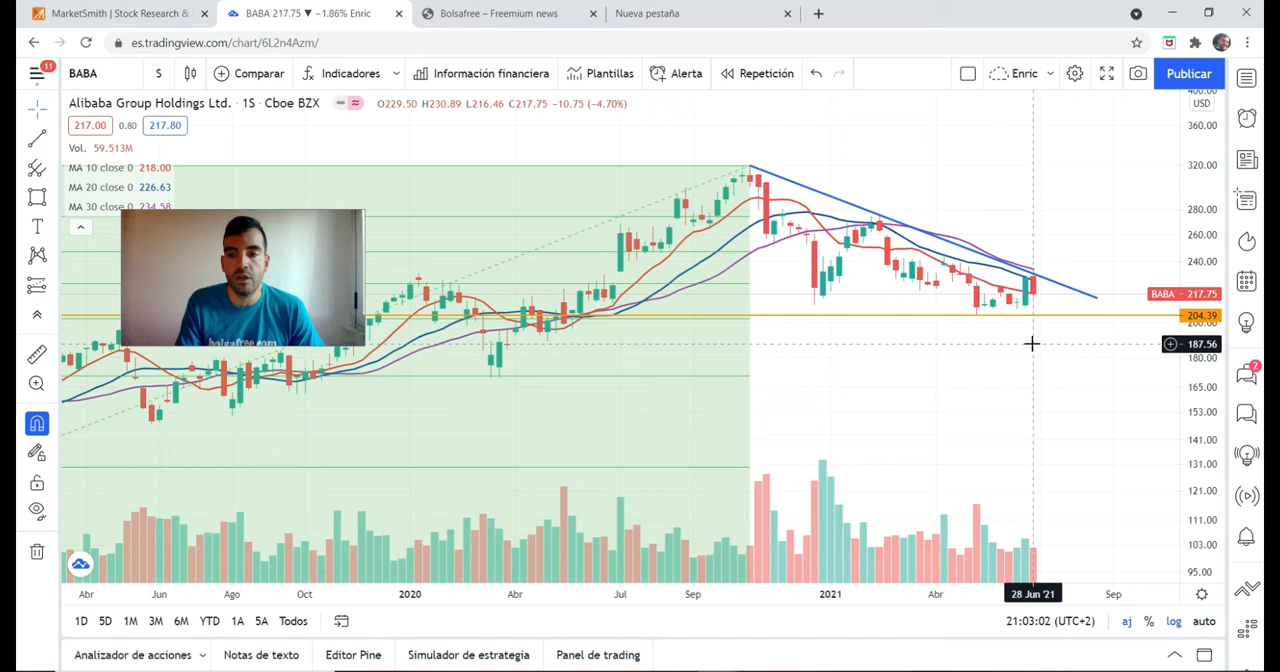 MarketSmith | Stock Research &
BABA 217.75 ▼ −1.86% Enric
Bolsafree – Freemium news
Nueva pestaña
es.tradingview.com/chart/6L2n4Azm/
11
BABA
S
Comparar
Indicadores
Información financiera
Plantillas
Alerta
Repetición
Enric
Publicar
Alibaba Group Holdings Ltd. · 1S · Cboe BZX
O229.50 H230.89 L216.46 C217.75 −10.75 (−4.70%)
217.00 0.80 217.80
Vol. 59.513M
MA 10 close 0 218.00
MA 20 close 0 226.63
MA 30 close 0 234.58
bolsafree.com
400.00
USD
360.00
320.00
280.00
260.00
240.00
BABA 217.75
204.39
200.00
187.56
180.00
165.00
153.00
141.00
131.00
121.00
111.00
103.00
95.00
2
Abr Jun Ago Oct 2020 Abr Jul Sep 2021 Abr 28 Jun '21 Sep
1D 5D 1M 3M 6M YTD 1A 5A Todos
21:03:02 (UTC+2)
aj % log auto
Analizador de acciones
Notas de texto
Editor Pine
Simulador de estrategia
Panel de trading